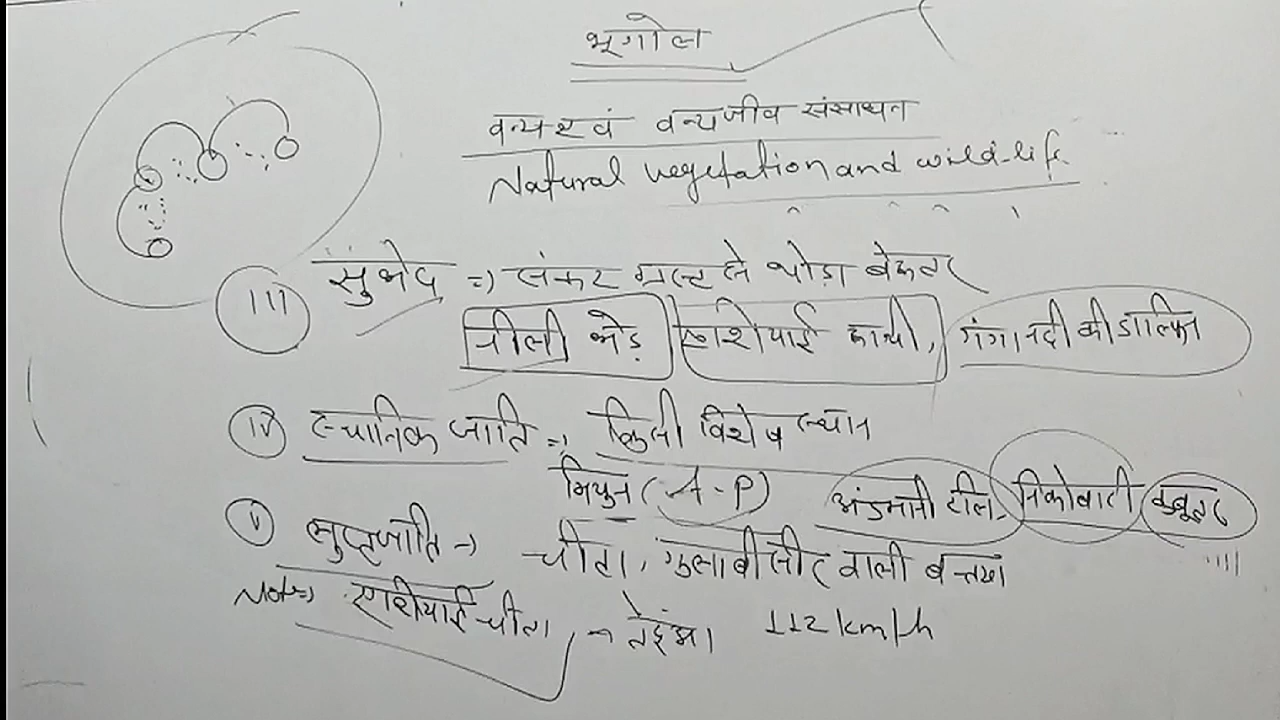 भूगोल
वन्य एवं वन्यजीव संसाधन
Natural vegetation and wild-life
III सुभेद्य => संकट ग्रस्त से थोड़ा बेहतर
नीली भेड़ एशियाई हाथी, गंगा नदी की डाल्फिन
IV स्थानिक जाति => किसी विशेष स्थान
मिथुन (A-P) अंडमानी टील, निकोबारी कबूतर
V लुप्तजाति -> चीता, गुलाबी सिर वाली बत्तख
Note=> एशियाई चीता 112 km/h